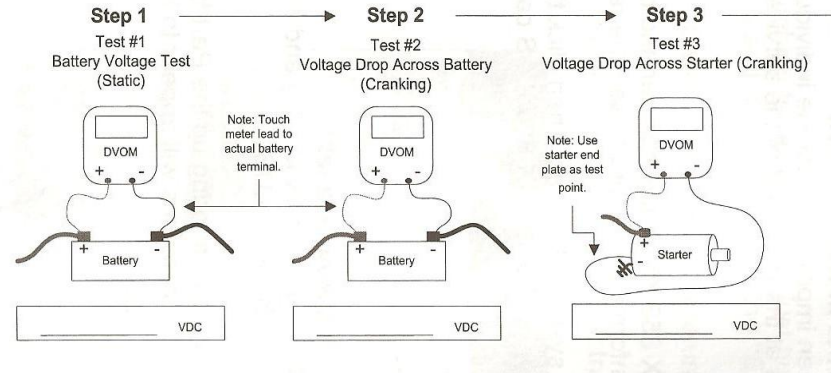 Step 1
Test #1
Battery Voltage Test
(Static)
DVOM
+ -
+ -
Battery
VDC
Note: Touch
meter lead to
actual battery
terminal.
Step 2
Test #2
Voltage Drop Across Battery
(Cranking)
DVOM
+ -
+ -
Battery
VDC
Step 3
Test #3
Voltage Drop Across Starter (Cranking)
Note: Use
starter end
plate as test
point.
DVOM
+ -
+
-
Starter
VDC